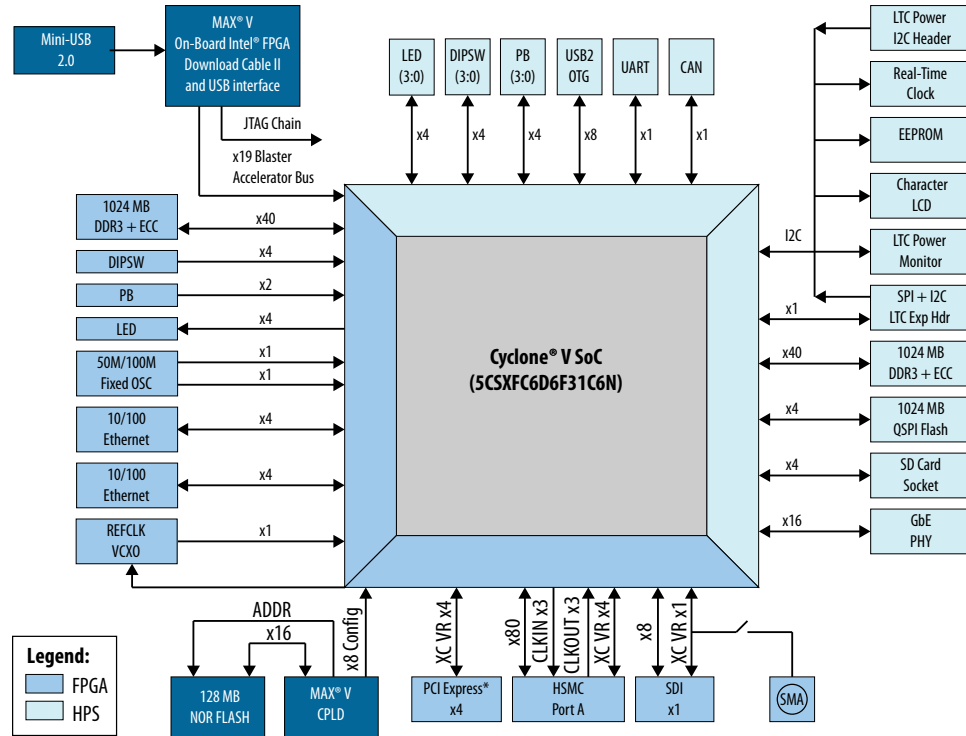 Mini-USB
2.0
MAX® V
On-Board Intel® FPGA
Download Cable II
and USB interface
JTAG Chain
x19 Blaster
Accelerator Bus
LED
(3:0)
DIPSW
(3:0)
PB
(3:0)
USB2
OTG
UART
CAN
x4
x4
x4
x8
x1
x1
LTC Power
I2C Header
Real-Time
Clock
EEPROM
Character
LCD
I2C
LTC Power
Monitor
x1
SPI + I2C
LTC Exp Hdr
x40
1024 MB
DDR3 + ECC
x4
1024 MB
QSPI Flash
x4
SD Card
Socket
x16
GbE
PHY
1024 MB
DDR3 + ECC
x40
DIPSW
x4
PB
x2
LED
x4
50M/100M
Fixed OSC
x1
x1
10/100
Ethernet
x4
10/100
Ethernet
x4
REFCLK
VCXO
x1
Cyclone® V SoC
(5CSXFC6D6F31C6N)
ADDR
x16
x8 Config
XC VR x4
x80
CLKIN x3
CLKOUT x3
XC VR x4
x8
XC VR x1
128 MB
NOR FLASH
MAX® V
CPLD
PCI Express*
x4
HSMC
Port A
SDI
x1
SMA
Legend:
FPGA
HPS